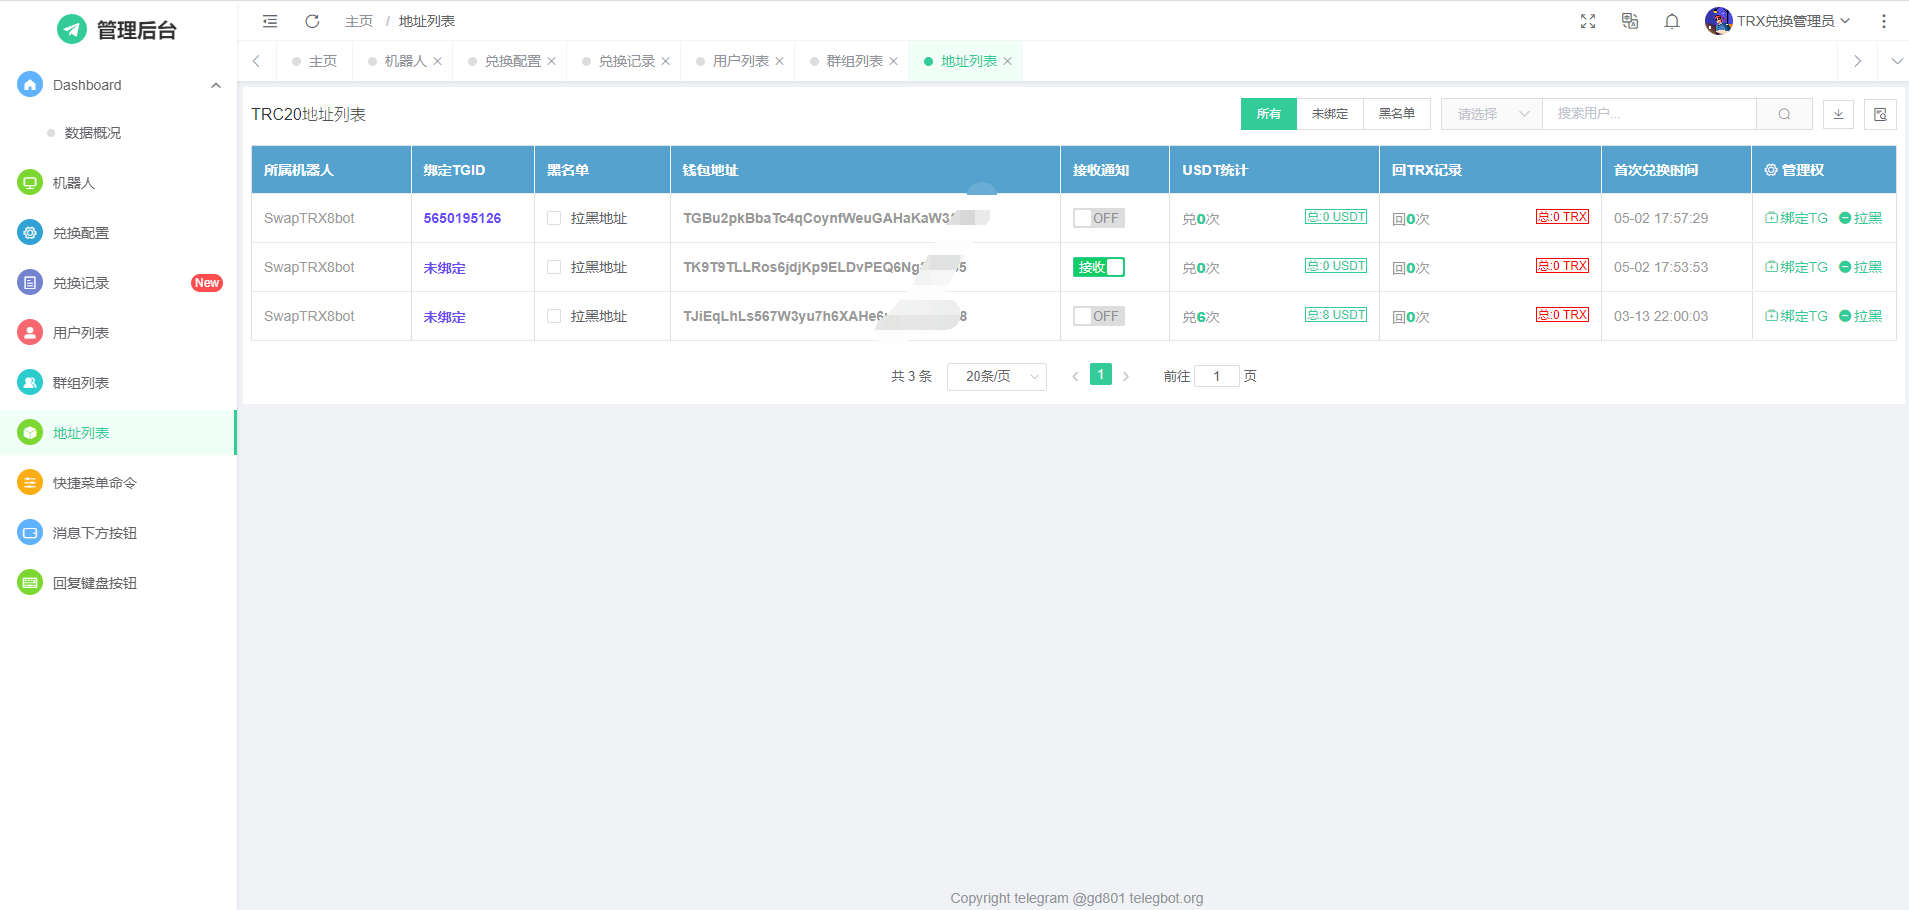 管理后台
主页 / 地址列表
TRX兑换管理员
主页 机器人 兑换配置 兑换记录 用户列表 群组列表 地址列表
Dashboard
数据概况
机器人
兑换配置
兑换记录 New
用户列表
群组列表
地址列表
快捷菜单命令
消息下方按钮
回复键盘按钮
TRC20地址列表
所有 未绑定 黑名单 请选择 搜索用户...
所属机器人 绑定TGID 黑名单 钱包地址 接收通知 USDT统计 回TRX记录 首次兑换时间 管理权
SwapTRX8bot 5650195126 拉黑地址 TGBu2pkBbaTc4qCoynfWeuGAHaKaW3 OFF 兑0次 总:0 USDT 回0次 总:0 TRX 05-02 17:57:29 绑定TG 拉黑
SwapTRX8bot 未绑定 拉黑地址 TK9T9TLLRos6jdjKp9ELDvPEQ6Ng 5 接收 兑0次 总:0 USDT 回0次 总:0 TRX 05-02 17:53:53 绑定TG 拉黑
SwapTRX8bot 未绑定 拉黑地址 TJiEqLhLs567W3yu7h6XAHe6 8 OFF 兑6次 总:8 USDT 回0次 总:0 TRX 03-13 22:00:03 绑定TG 拉黑
共 3 条 20条/页 1 前往 1 页
Copyright telegram @gd801 telegbot.org